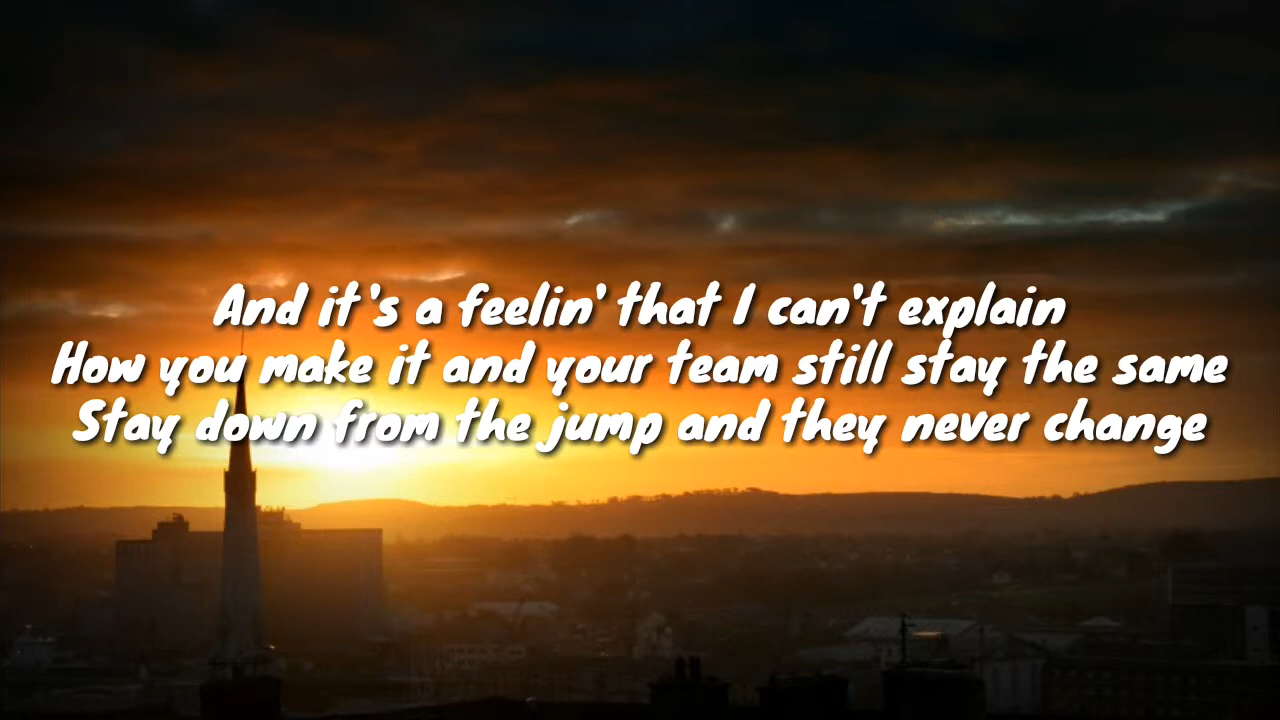 And it's a feelin' that I can't explain
How you make it and your team still stay the same
Stay down from the jump and they never change